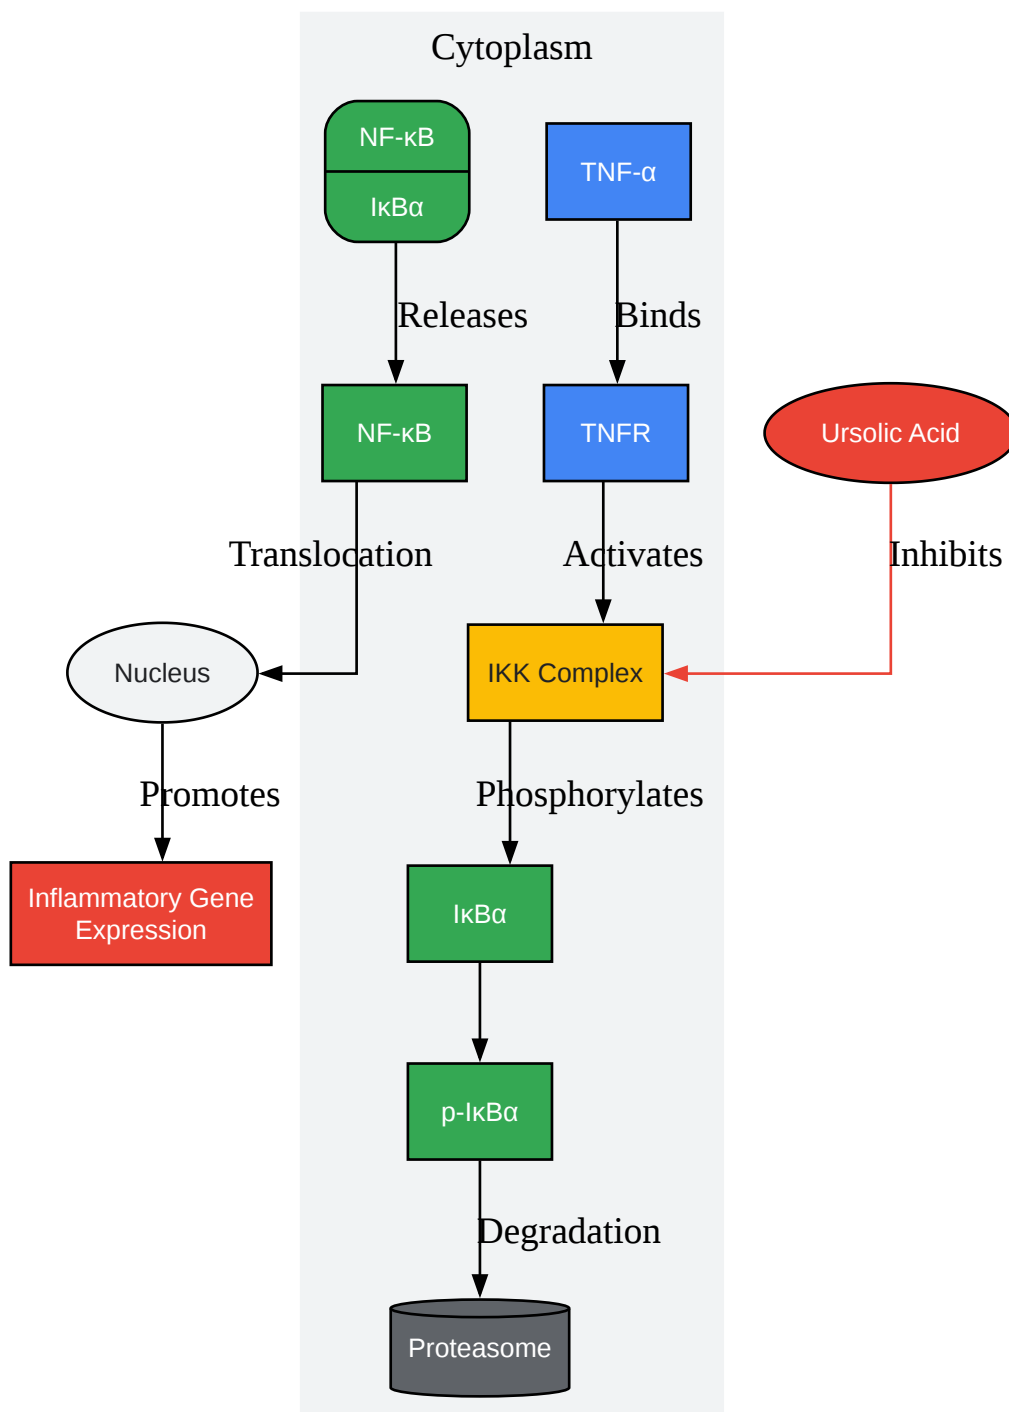 Cytoplasm
NF-κB
IκBα
TNF-α
Releases
Binds
NF-κB
TNFR
Ursolic Acid
Translocation
Activates
Inhibits
Nucleus
IKK Complex
Promotes
Phosphorylates
Inflammatory Gene
Expression
IκBα
p-IκBα
Degradation
Proteasome